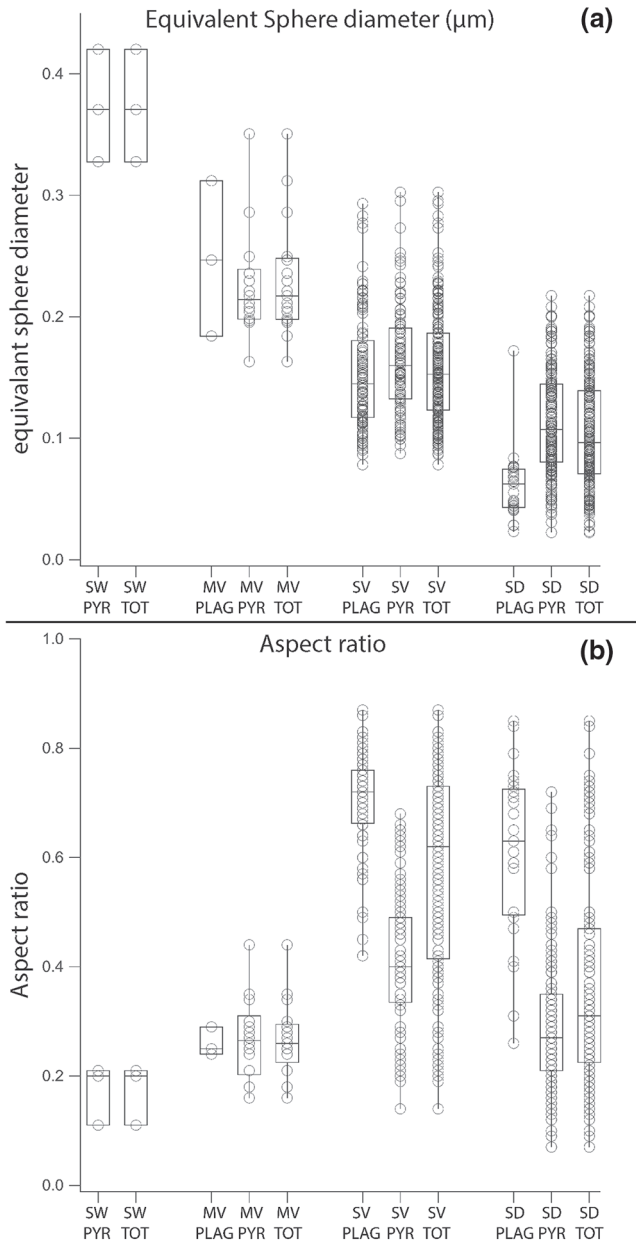 Equivalent Sphere diameter (µm)
(a)
equivalant sphere diameter
0.4
0.3
0.2
0.1
0.0
SW SW MV MV MV SV SV SV SD SD SD
PYR TOT PLAG PYR TOT PLAG PYR TOT PLAG PYR TOT
Aspect ratio
(b)
Aspect ratio
1.0
0.8
0.6
0.4
0.2
0.0
SW SW MV MV MV SV SV SV SD SD SD
PYR TOT PLAG PYR TOT PLAG PYR TOT PLAG PYR TOT